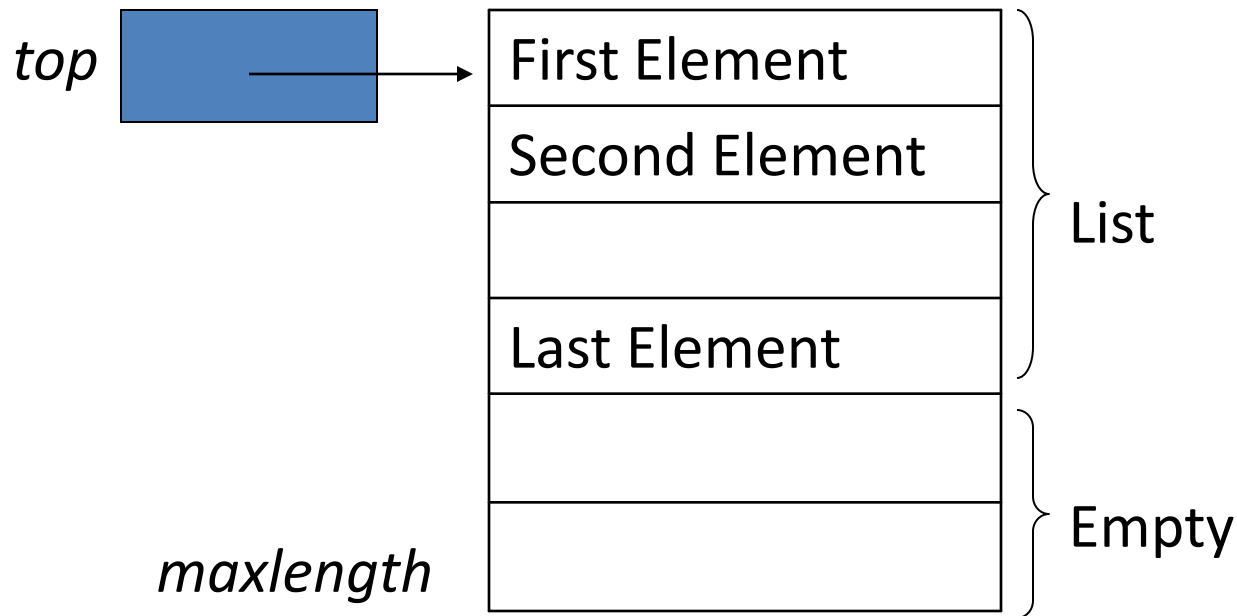 top
First Element
Second Element
List
Last Element
Empty
maxlength